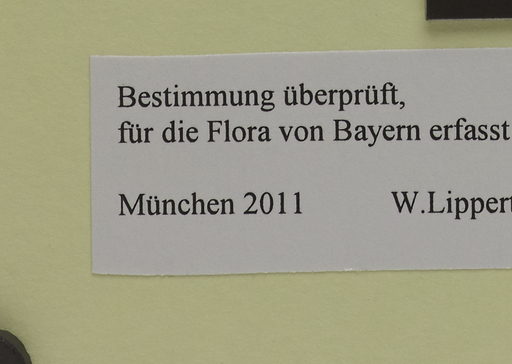 Bestimmung überprüft,
für die Flora von Bayern erfasst
München 2011 W.Lippert